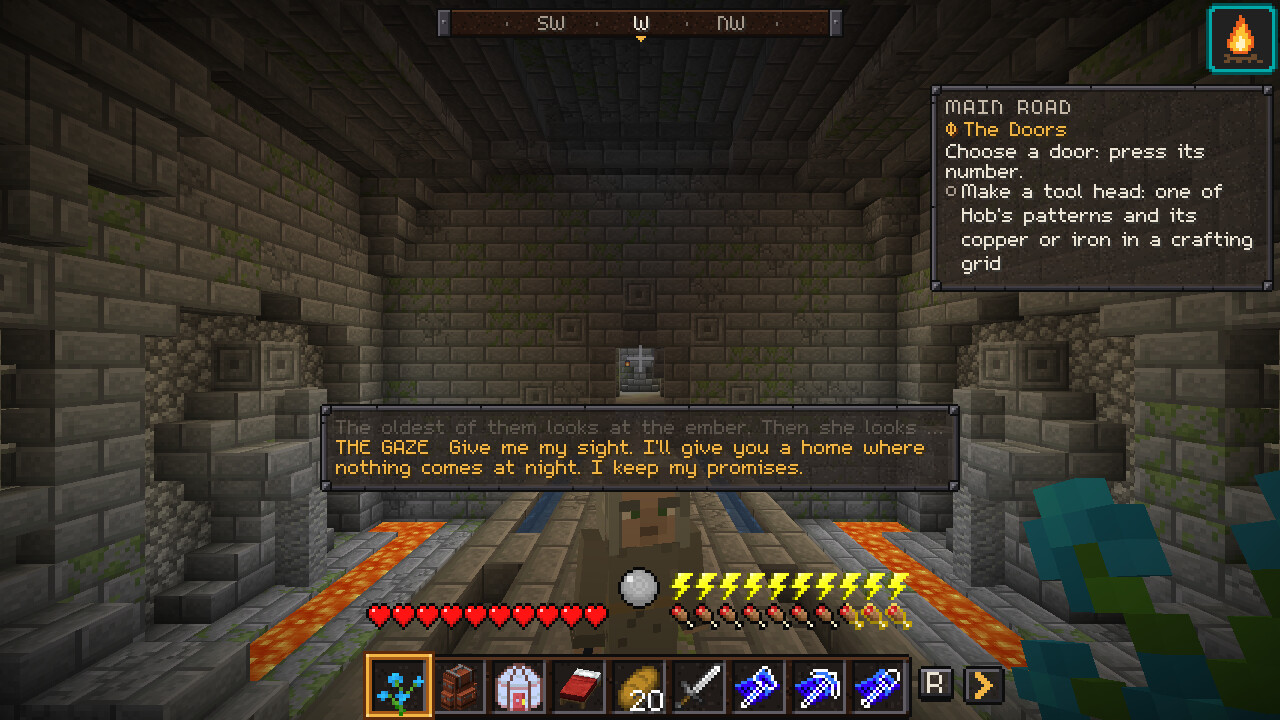 SW W NW
MAIN ROAD
The Doors
Choose a door: press its
number.
Make a tool head: one of
Hob's patterns and its
copper or iron in a crafting
grid
The oldest of them looks at the ember. Then she looks ...
THE GAZE Give me my sight. I'll give you a home where
nothing comes at night. I keep my promises.
20
R